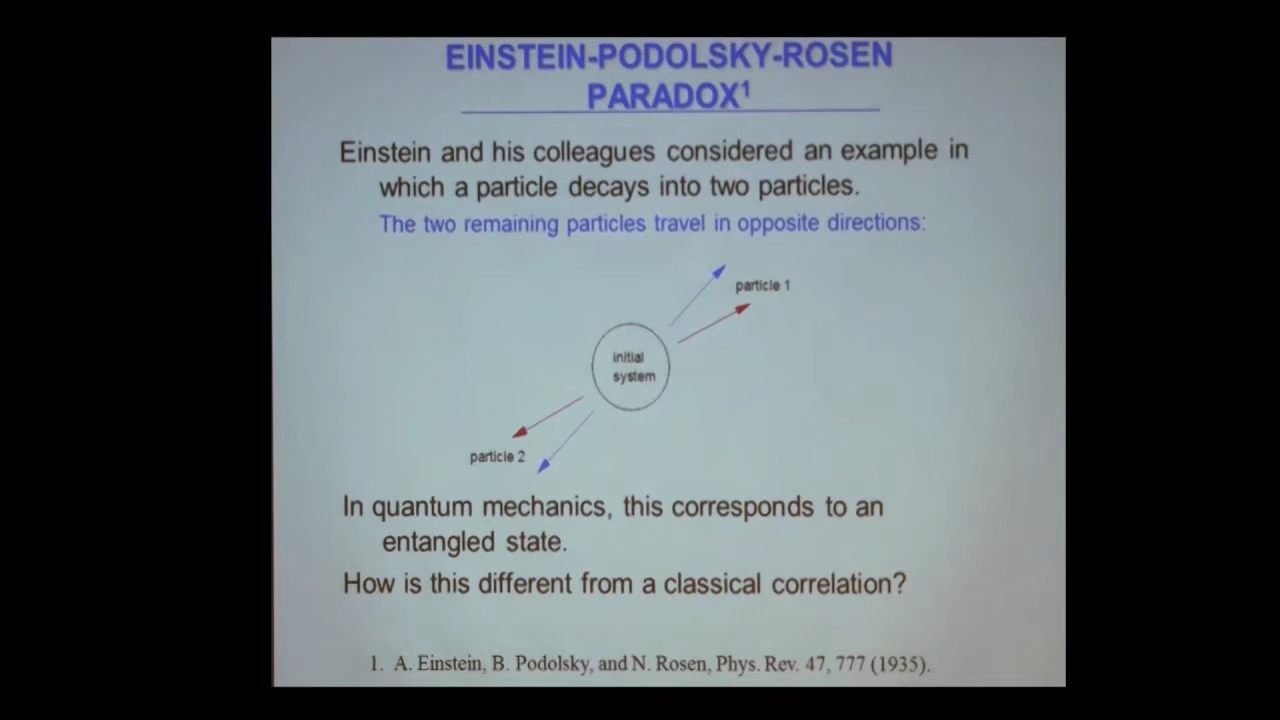 EINSTEIN-PODOLSKY-ROSEN
PARADOX¹
Einstein and his colleagues considered an example in
which a particle decays into two particles.
The two remaining particles travel in opposite directions:
particle 1
initial
system
particle 2
In quantum mechanics, this corresponds to an
entangled state.
How is this different from a classical correlation?
1. A. Einstein, B. Podolsky, and N. Rosen, Phys. Rev. 47, 777 (1935).